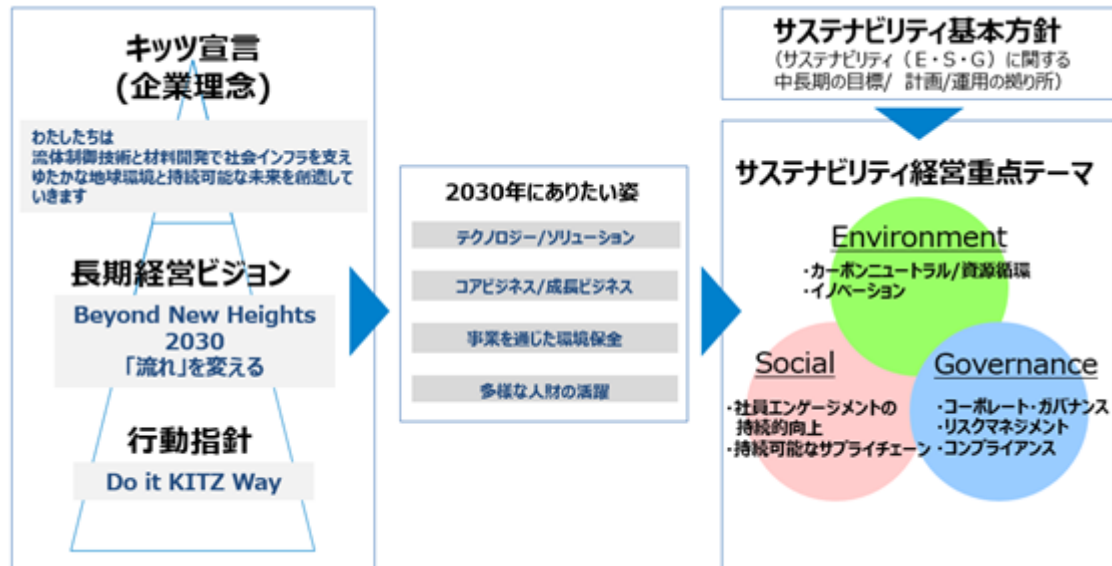 キッツ宣言
(企業理念)
わたしたちは
流体制御技術と材料開発で社会インフラを支え
ゆたかな地球環境と持続可能な未来を創造して
いきます
長期経営ビジョン
Beyond New Heights
2030
「流れ」を変える
行動指針
Do it KITZ Way
2030年にありたい姿
テクノロジー/ソリューション
コアビジネス/成長ビジネス
事業を通じた環境保全
多様な人財の活躍
サステナビリティ基本方針
(サステナビリティ(E・S・G)に関する
中長期の目標/ 計画/運用の拠り所)
サステナビリティ経営重点テーマ
Environment
・カーボンニュートラル/資源循環
・イノベーション
Social
・社員エンゲージメントの
持続的向上
・持続可能なサプライチェーン
Governance
・コーポレート・ガバナンス
・リスクマネジメント
・コンプライアンス